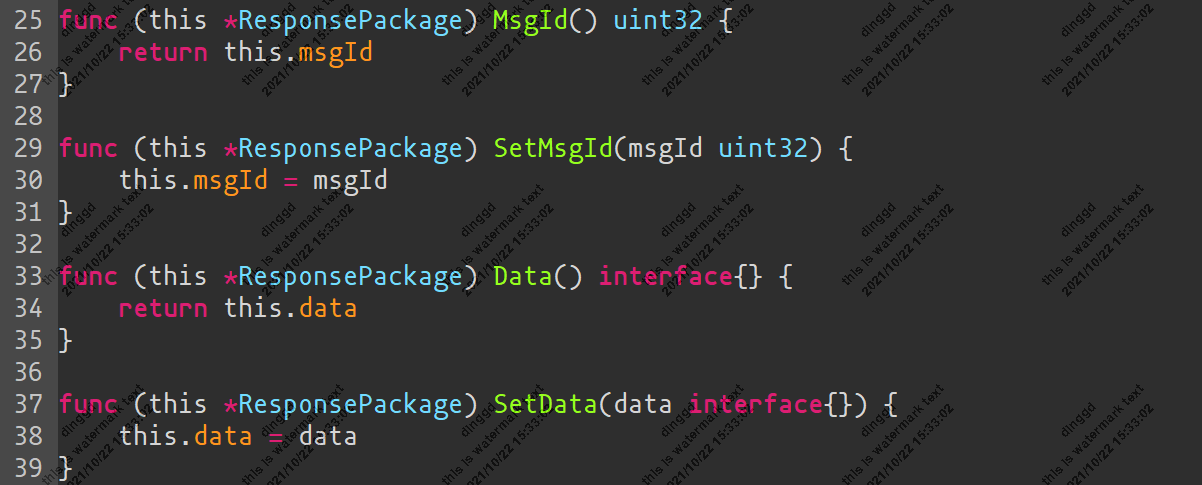 25 func (this *ResponsePackage) MsgId() uint32 {
26     return this.msgId
27 }
28
29 func (this *ResponsePackage) SetMsgId(msgId uint32) {
30     this.msgId = msgId
31 }
32
33 func (this *ResponsePackage) Data() interface{} {
34     return this.data
35 }
36
37 func (this *ResponsePackage) SetData(data interface{}) {
38     this.data = data
39 }
dinggd
this is watermark text
2021/10/22 15:33:02